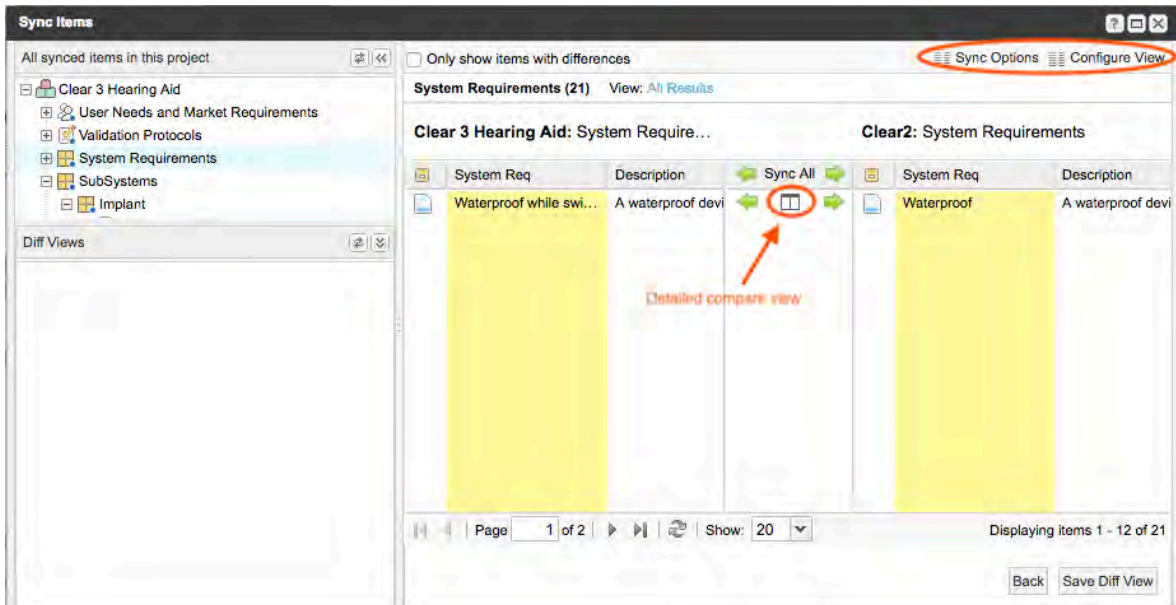 Sync Items
All synced items in this project
Only show items with differences
Sync Options
Configure View
Clear 3 Hearing Aid
User Needs and Market Requirements
Validation Protocols
System Requirements
SubSystems
Implant
Diff Views
System Requirements (21) View: All Results
Clear 3 Hearing Aid: System Require...
Clear2: System Requirements
System Req Description Sync All System Req Description
Waterproof while swi... A waterproof devi Waterproof A waterproof devi
Detailed compare view
Page 1 of 2 Show: 20 Displaying items 1 - 12 of 21
Back Save Diff View